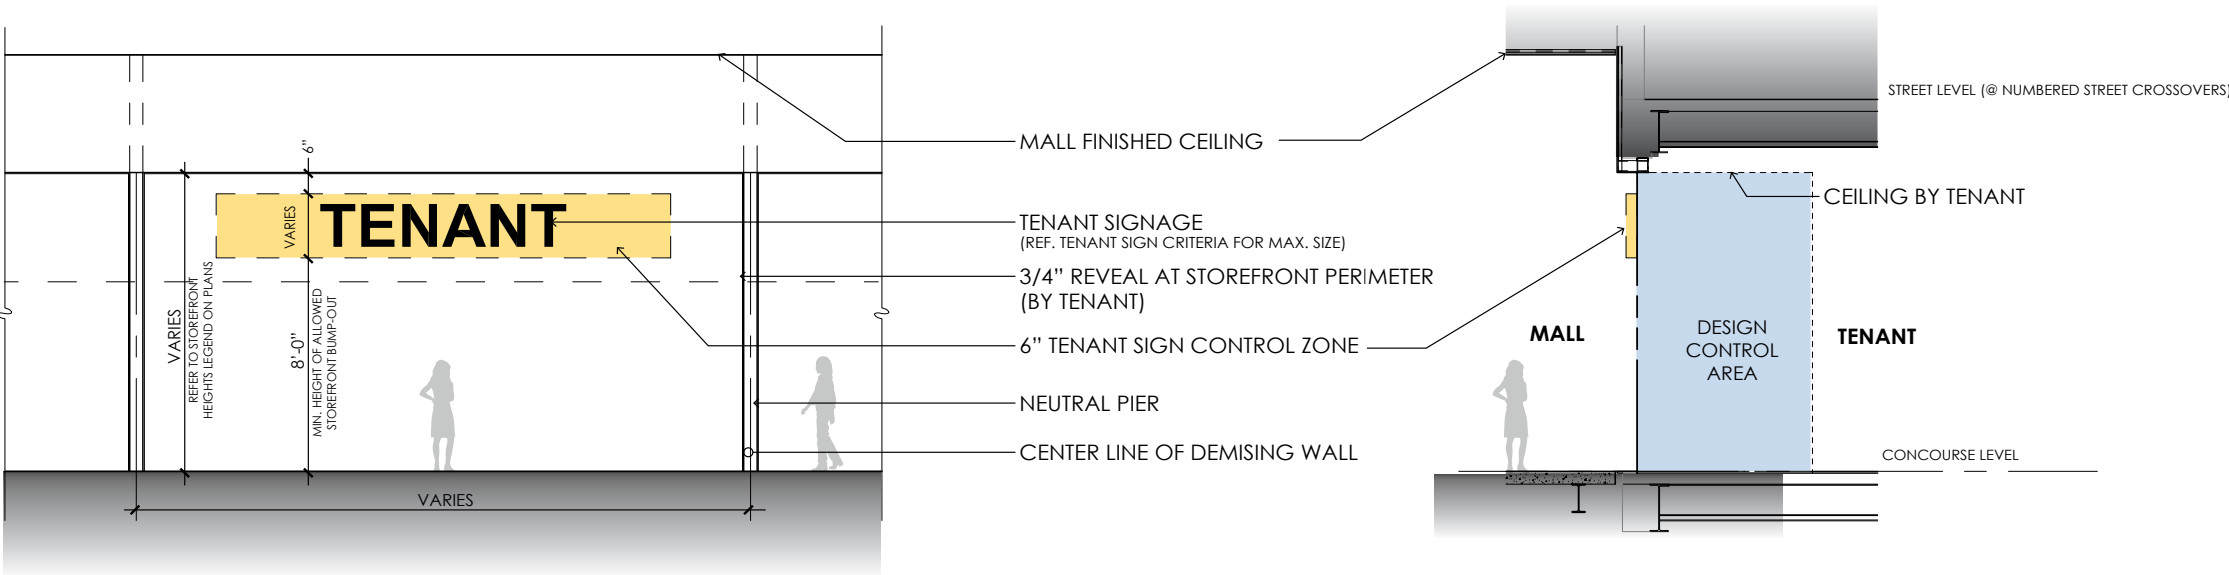 STREET LEVEL (@ NUMBERED STREET CROSSOVERS)
MALL FINISHED CEILING
6"
CEILING BY TENANT
VARIES
TENANT
TENANT SIGNAGE
(REF. TENANT SIGN CRITERIA FOR MAX. SIZE)
3/4" REVEAL AT STOREFRONT PERIMETER
(BY TENANT)
VARIES
REFER TO STOREFRONT
HEIGHTS LEGEND ON PLANS
8'-0"
MIN. HEIGHT OF ALLOWED
STOREFRONT BUMP-OUT
6" TENANT SIGN CONTROL ZONE
MALL
DESIGN
CONTROL
AREA
TENANT
NEUTRAL PIER
CENTER LINE OF DEMISING WALL
CONCOURSE LEVEL
VARIES